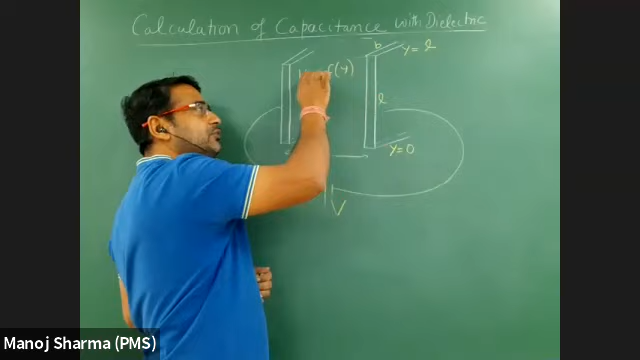 Calculation of Capacitance with Dielectric
b
y = l
f(y)
l
y=0
V
Manoj Sharma (PMS)